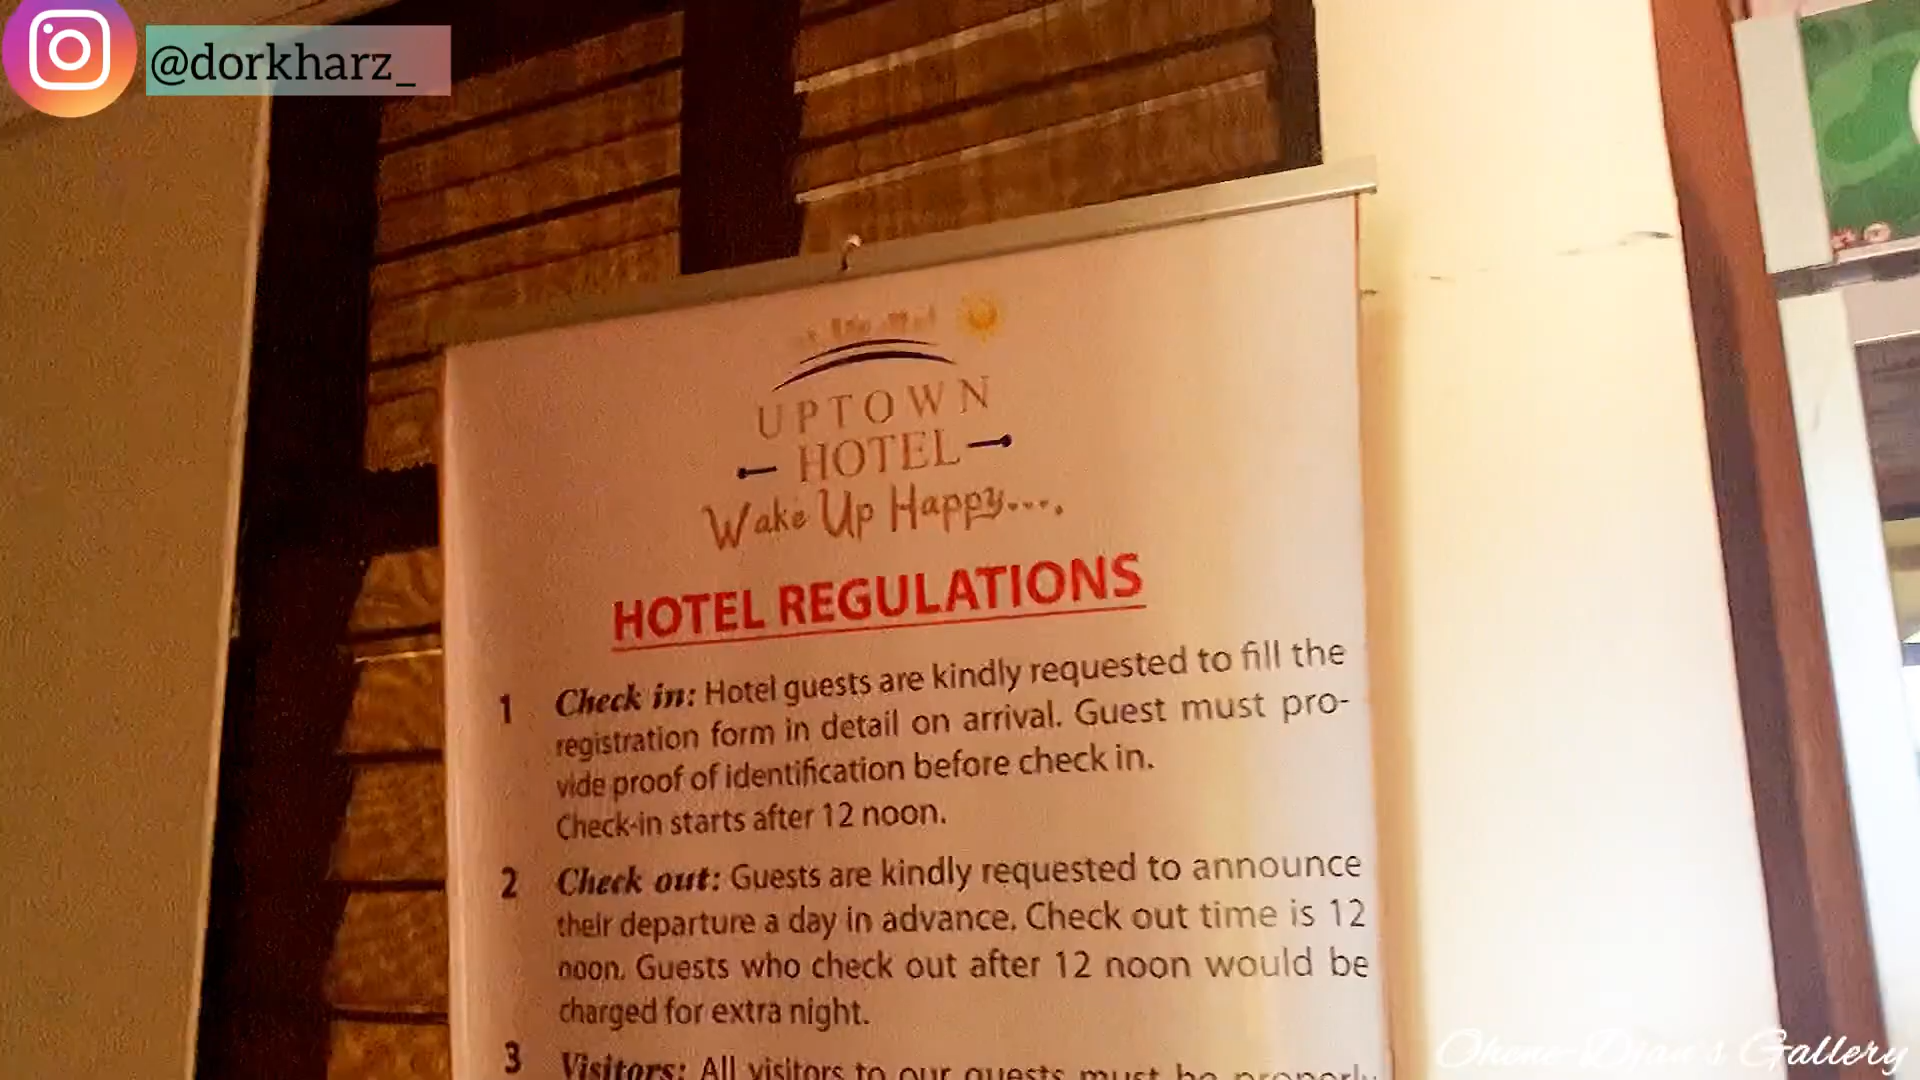 @dorkharz_
UPTOWN
HOTEL
Wake Up Happy....
HOTEL REGULATIONS
1 Check in: Hotel guests are kindly requested to fill the
registration form in detail on arrival. Guest must pro-
vide proof of identification before check in.
Check-in starts after 12 noon.
2 Check out: Guests are kindly requested to announce
their departure a day in advance. Check out time is 12
noon. Guests who check out after 12 noon would be
charged for extra night.
3 Visitors: All visitors to our guests must be properly
Ohene-Djan's Gallery